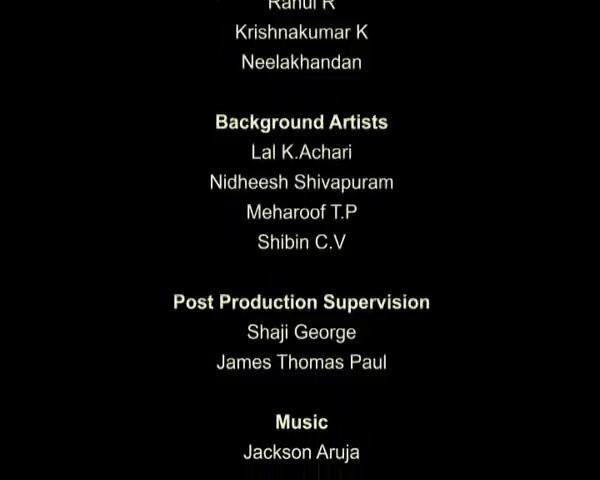 Rahul R
Krishnakumar K
Neelakhandan
Background Artists
Lal K.Achari
Nidheesh Shivapuram
Meharoof T.P
Shibin C.V
Post Production Supervision
Shaji George
James Thomas Paul
Music
Jackson Aruja